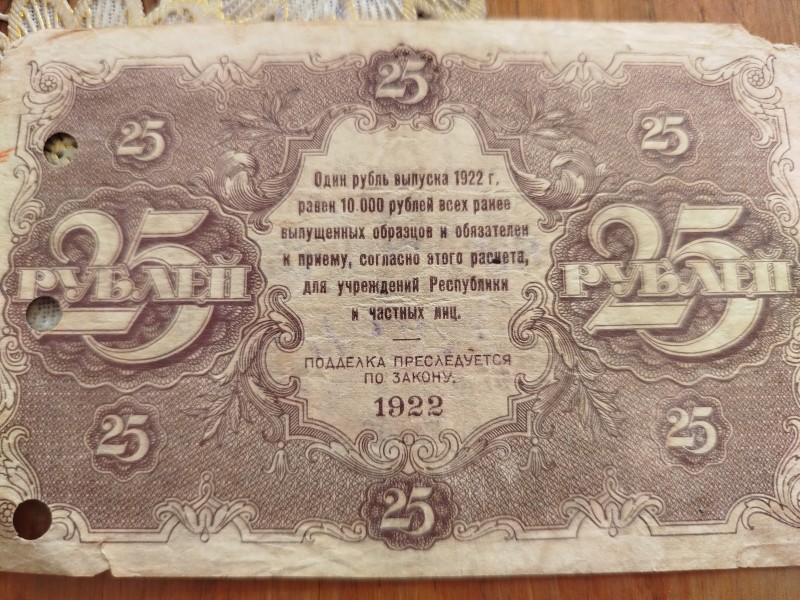 25
25
25
25
РУБЛЕЙ
25
РУБЛЕЙ
Один рубль выпуска 1922 г.
равен 10 000 рублей всех ранее
выпущенных образцов и обязателен
к приему, согласно этого расчета,
для учреждений Республики
и частных лиц.
—
ПОДДЕЛКА ПРЕСЛЕДУЕТСЯ
ПО ЗАКОНУ.
1922
25
25
25